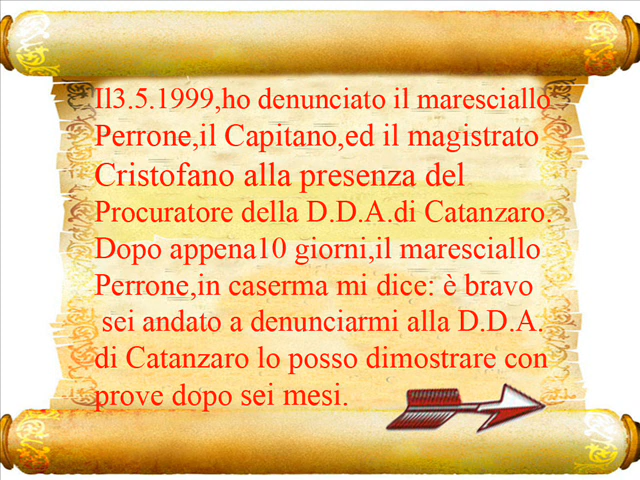 Il3.5.1999,ho denunciato il maresciallo
Perrone,il Capitano,ed il magistrato
Cristofano alla presenza del
Procuratore della D.D.A.di Catanzaro.
Dopo appena10 giorni,il maresciallo
Perrone,in caserma mi dice: è bravo
sei andato a denunciarmi alla D.D.A.
di Catanzaro lo posso dimostrare con
prove dopo sei mesi.